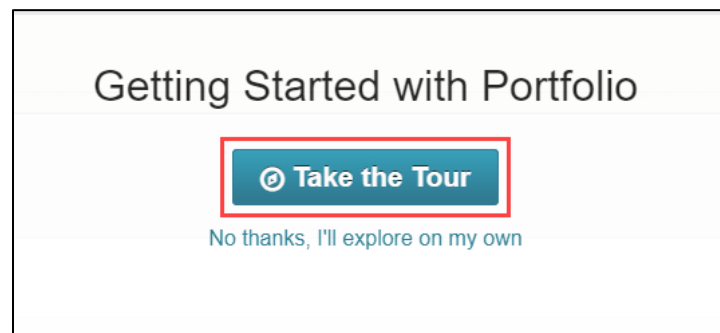 Getting Started with Portfolio
Take the Tour
No thanks, I'll explore on my own